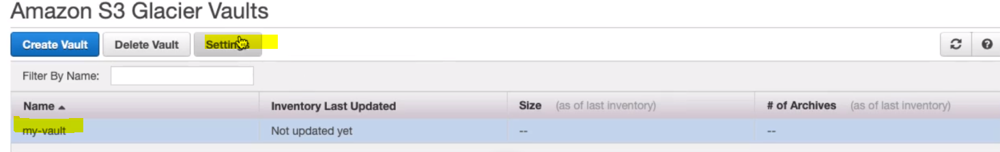 Amazon S3 Glacier Vaults
Create Vault Delete Vault Settings
Filter By Name:
Name Inventory Last Updated Size (as of last inventory) # of Archives (as of last inventory)
my-vault Not updated yet -- --